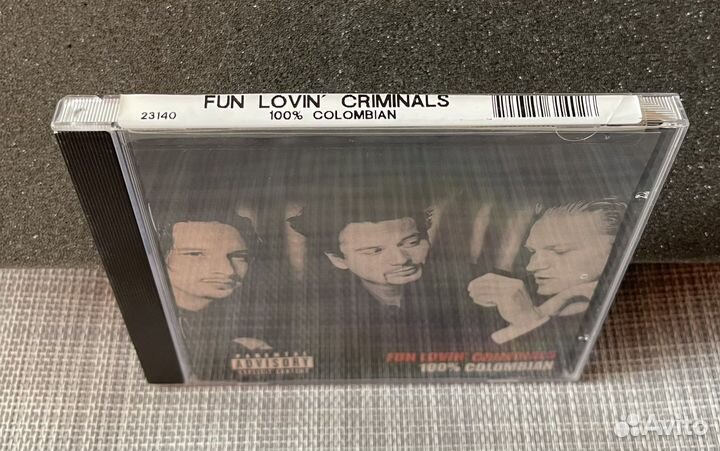 FUN LOVIN' CRIMINALS
23140 100% COLOMBIAN
PARENTAL
ADVISORY
EXPLICIT CONTENT
FUN LOVIN' CRIMINALS
100% COLOMBIAN
Avito